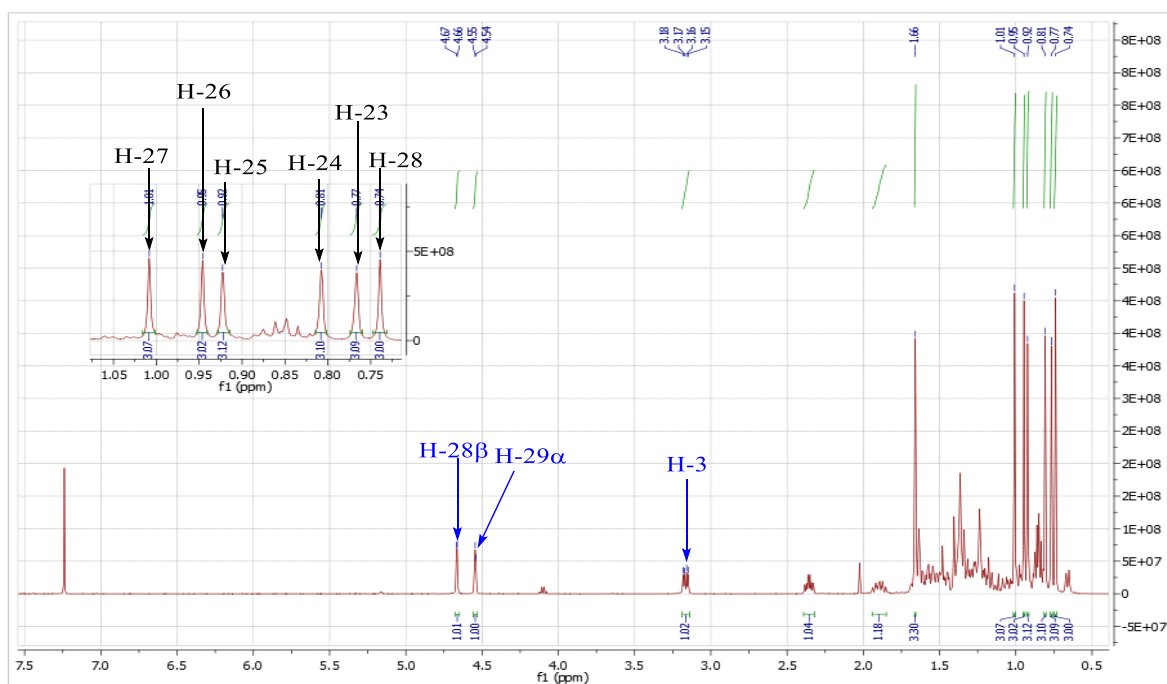 4.67 4.66 4.55 4.54 3.18 3.17 3.16 3.15 1.66 1.01 0.95 0.92 0.81 0.77 0.74
8E+08
8E+08
8E+08
7E+08
6E+08
6E+08
6E+08
5E+08
4E+08
4E+08
4E+08
3E+08
2E+08
2E+08
1E+08
5E+07
0
-5E+07
H-26
H-23
H-27 H-25 H-24 H-28
1.01 0.95 0.92 0.81 0.77 0.74
5E+08
0
3.07 3.02 3.12 3.10 3.09 3.00
1.05 1.00 0.95 0.90 0.85 0.80 0.75
f1 (ppm)
H-28β H-29α H-3
1.01 1.00 1.02 1.04 1.18 3.30 3.07 3.02 3.12 3.10 3.09 3.00
7.5 7.0 6.5 6.0 5.5 5.0 4.5 4.0 3.5 3.0 2.5 2.0 1.5 1.0 0.5
f1 (ppm)